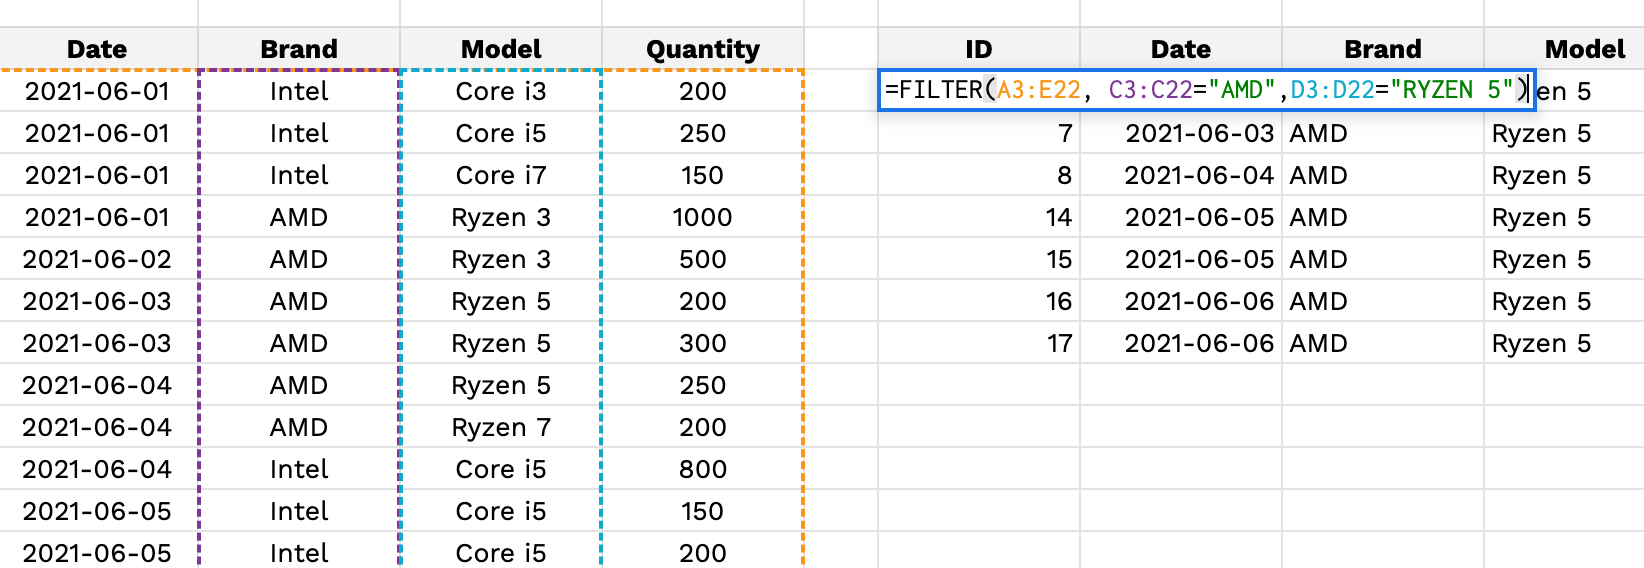 Date Brand Model Quantity ID Date Brand Model
2021-06-01 Intel Core i3 200 =FILTER(A3:E22, C3:C22="AMD",D3:D22="RYZEN 5") en 5
2021-06-01 Intel Core i5 250 7 2021-06-03 AMD Ryzen 5
2021-06-01 Intel Core i7 150 8 2021-06-04 AMD Ryzen 5
2021-06-01 AMD Ryzen 3 1000 14 2021-06-05 AMD Ryzen 5
2021-06-02 AMD Ryzen 3 500 15 2021-06-05 AMD Ryzen 5
2021-06-03 AMD Ryzen 5 200 16 2021-06-06 AMD Ryzen 5
2021-06-03 AMD Ryzen 5 300 17 2021-06-06 AMD Ryzen 5
2021-06-04 AMD Ryzen 5 250
2021-06-04 AMD Ryzen 7 200
2021-06-04 Intel Core i5 800
2021-06-05 Intel Core i5 150
2021-06-05 Intel Core i5 200